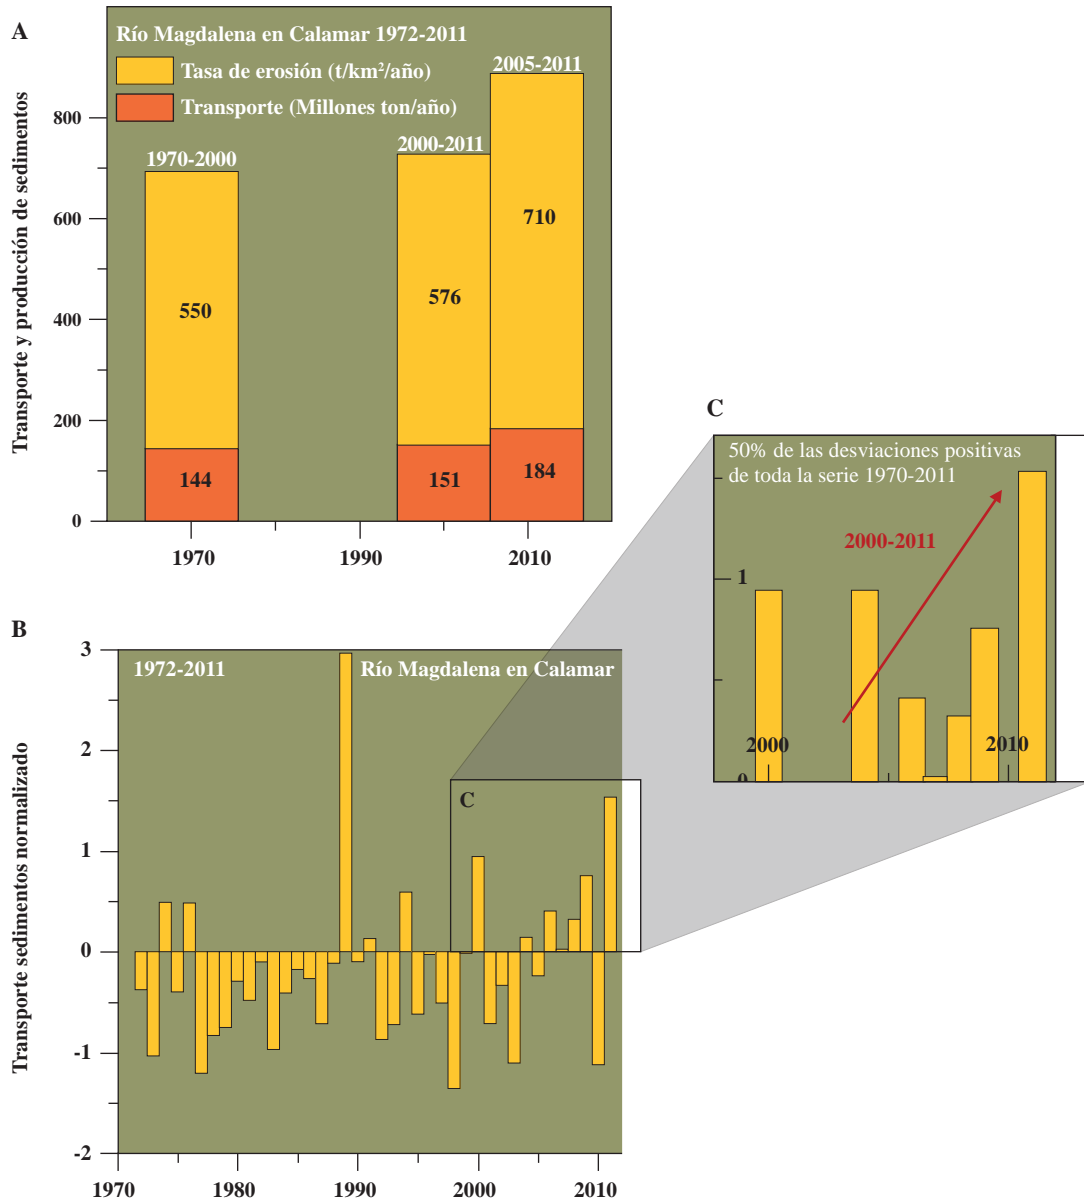 A
Río Magdalena en Calamar 1972-2011
Tasa de erosión (t/km²/año)
Transporte (Millones ton/año)
Transporte y producción de sedimentos
800
600
400
200
0
1970-2000
2000-2011
2005-2011
550
576
710
144
151
184
1970
1990
2010
C
50% de las desviaciones positivas
de toda la serie 1970-2011
2000-2011
1
0
2000
2010
B
1972-2011
Río Magdalena en Calamar
Transporte sedimentos normalizado
3
2
1
0
-1
-2
C
1970
1980
1990
2000
2010